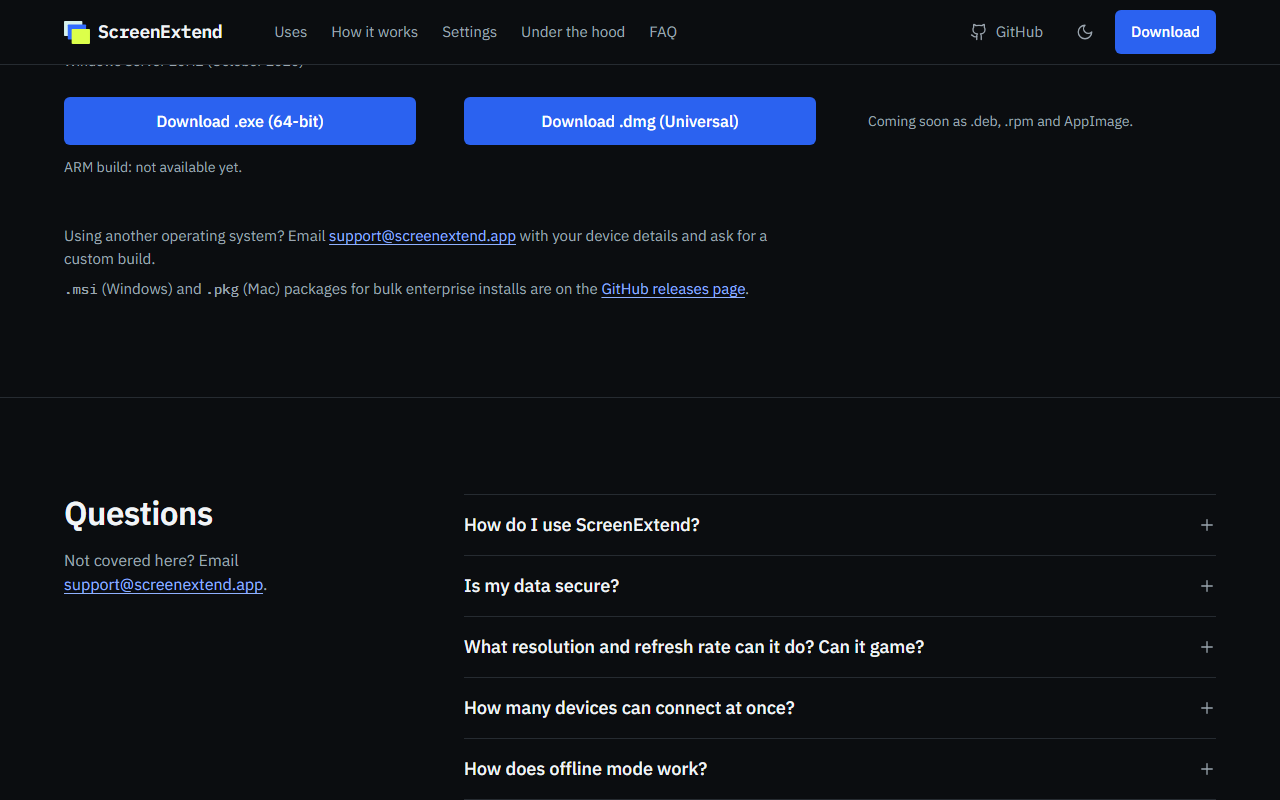 ScreenExtend
Uses
How it works
Settings
Under the hood
FAQ
GitHub
Download
Download .exe (64-bit)
Download .dmg (Universal)
Coming soon as .deb, .rpm and AppImage.
ARM build: not available yet.
Using another operating system? Email support@screenextend.app with your device details and ask for a
custom build.
.msi (Windows) and .pkg (Mac) packages for bulk enterprise installs are on the GitHub releases page.
Questions
Not covered here? Email
support@screenextend.app.
How do I use ScreenExtend?
Is my data secure?
What resolution and refresh rate can it do? Can it game?
How many devices can connect at once?
How does offline mode work?